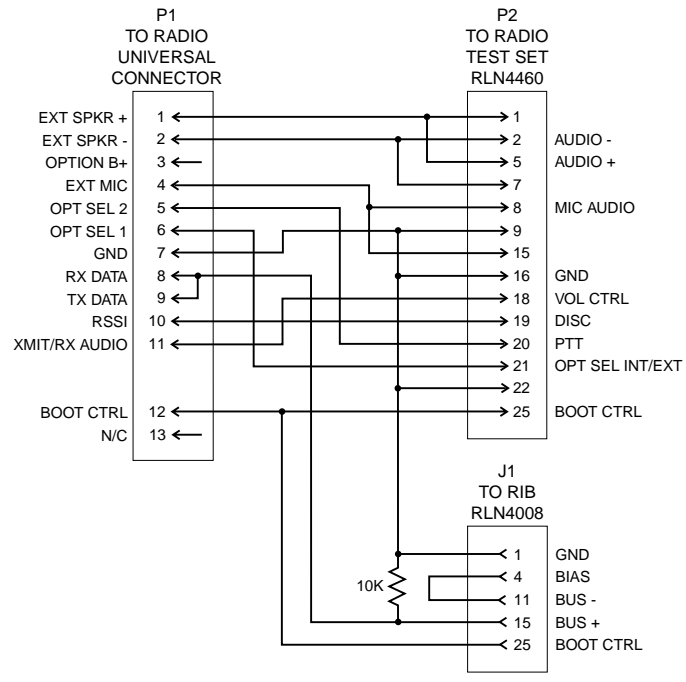 P1
TO RADIO
UNIVERSAL
CONNECTOR
EXT SPKR + 1
EXT SPKR - 2
OPTION B+ 3
EXT MIC 4
OPT SEL 2 5
OPT SEL 1 6
GND 7
RX DATA 8
TX DATA 9
RSSI 10
XMIT/RX AUDIO 11
BOOT CTRL 12
N/C 13
P2
TO RADIO
TEST SET
RLN4460
1
2 AUDIO -
5 AUDIO +
7
8 MIC AUDIO
9
15
16 GND
18 VOL CTRL
19 DISC
20 PTT
21 OPT SEL INT/EXT
22
25 BOOT CTRL
J1
TO RIB
RLN4008
1 GND
4 BIAS
11 BUS -
15 BUS +
25 BOOT CTRL
10K